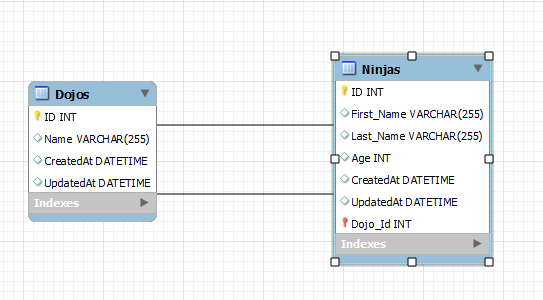 Dojos
ID INT
Name VARCHAR(255)
CreatedAt DATETIME
UpdatedAt DATETIME
Indexes
Ninjas
ID INT
First_Name VARCHAR(255)
Last_Name VARCHAR(255)
Age INT
CreatedAt DATETIME
UpdatedAt DATETIME
Dojo_Id INT
Indexes